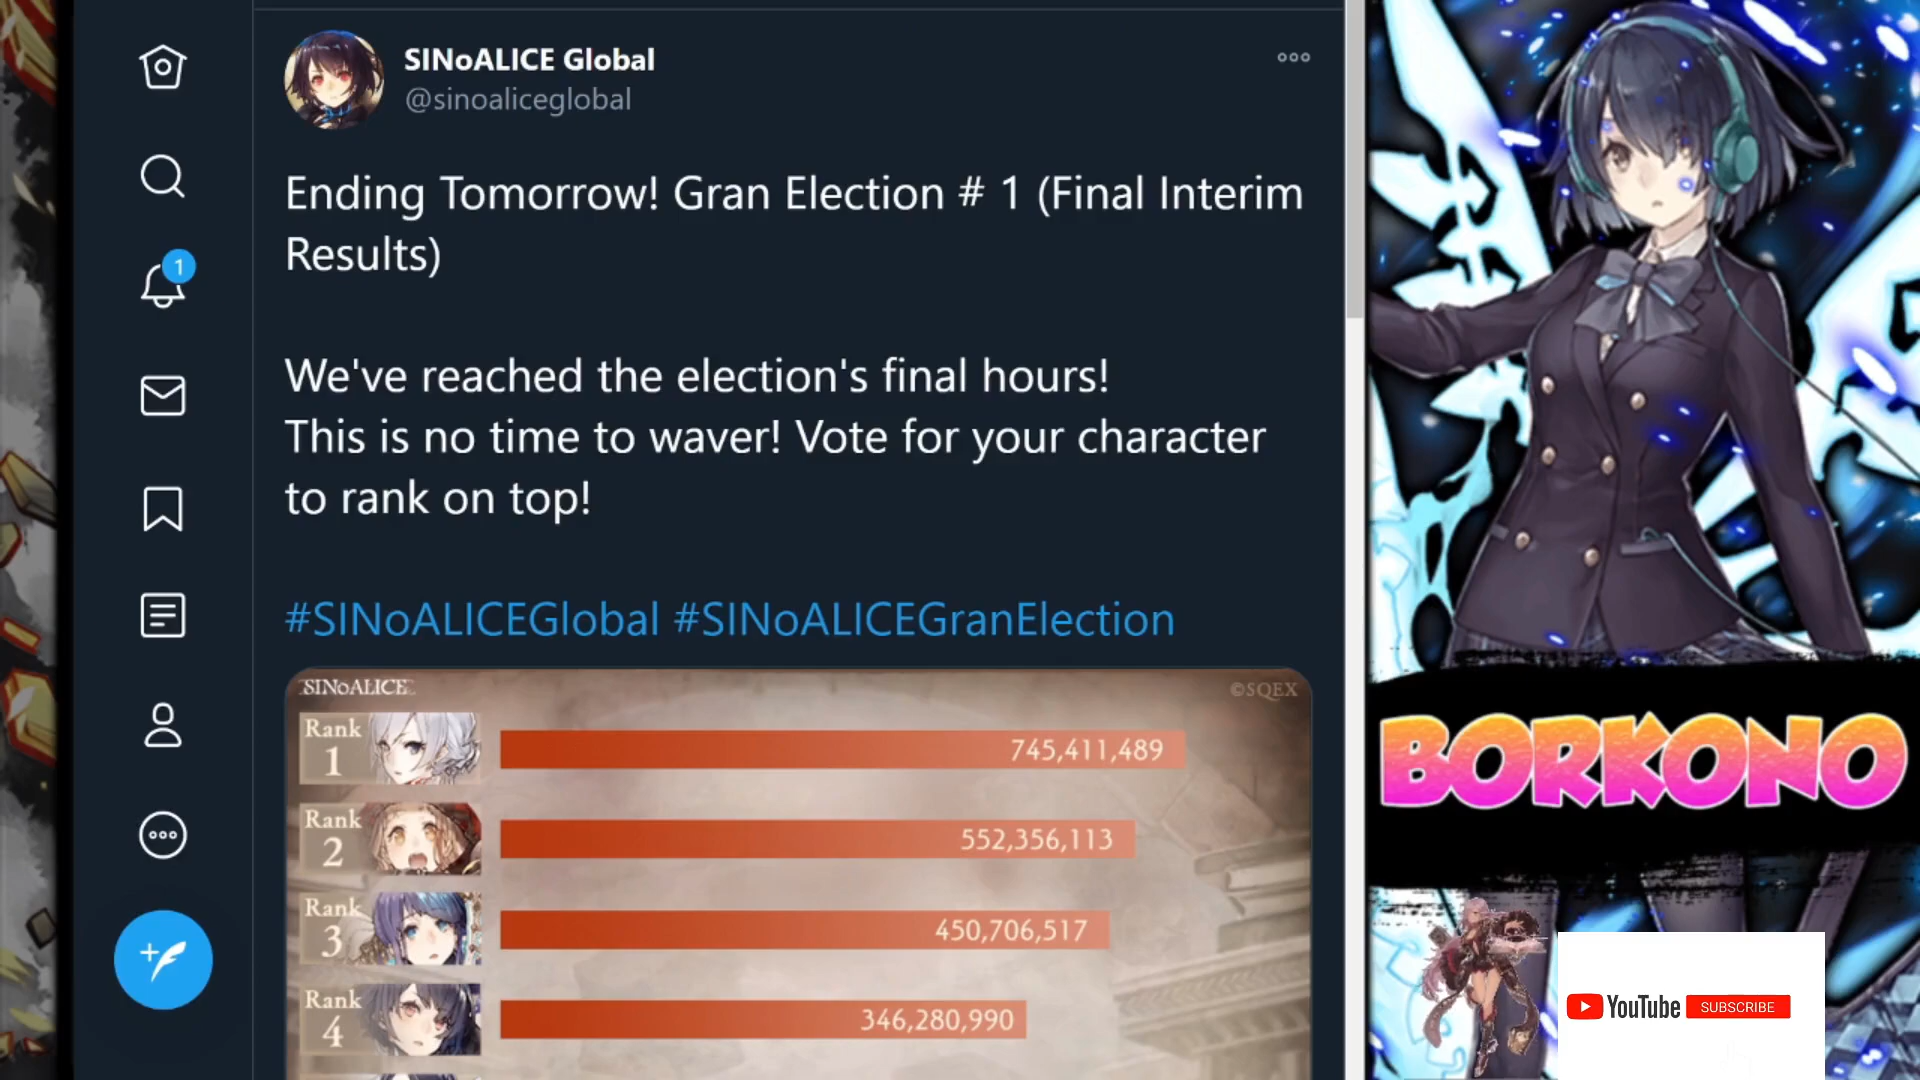 SINoALICE Global
@sinoaliceglobal
1
Ending Tomorrow! Gran Election # 1 (Final Interim
Results)
We've reached the election's final hours!
This is no time to waver! Vote for your character
to rank on top!
#SINoALICEGlobal #SINoALICEGranElection
SINoALICE
©SQEX
Rank
1
745,411,489
Rank
2
552,356,113
Rank
3
450,706,517
Rank
4
346,280,990
BORKONO
YouTube SUBSCRIBE